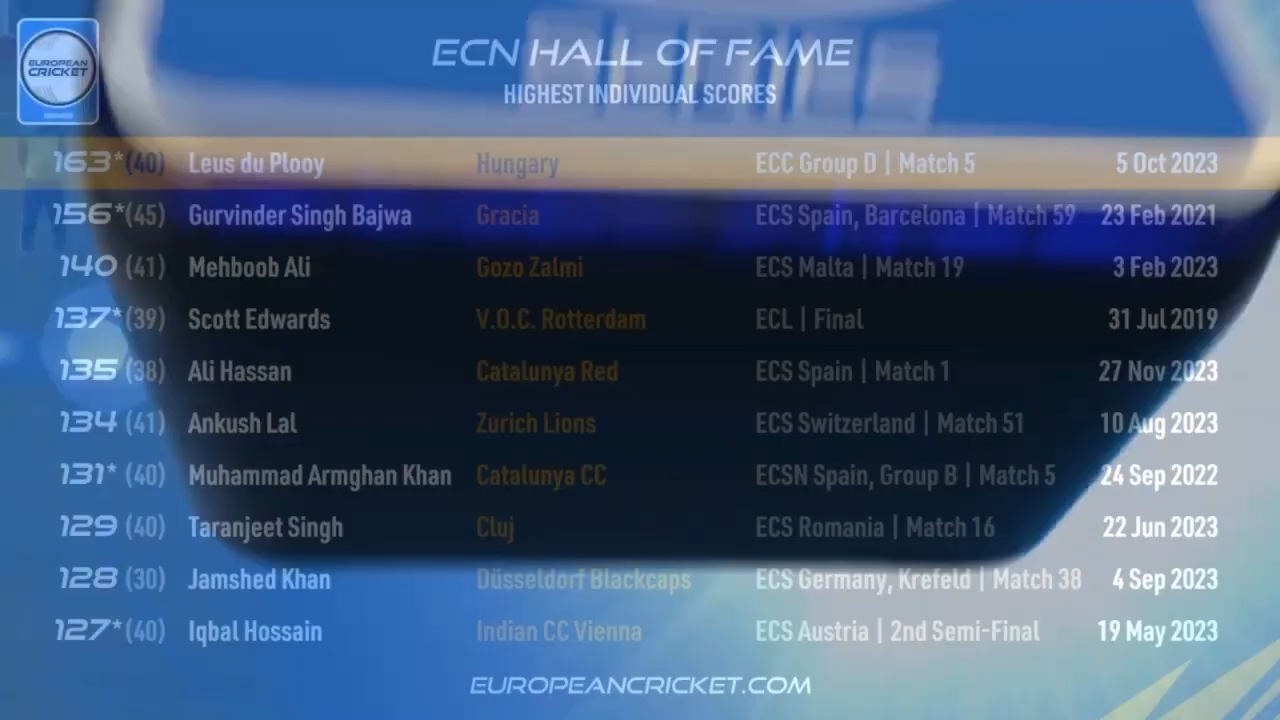 EUROPEAN
CRICKET
ECN HALL OF FAME
HIGHEST INDIVIDUAL SCORES
163* (40) Leus du Plooy Hungary ECC Group D | Match 5 5 Oct 2023
156* (45) Gurvinder Singh Bajwa Gracia ECS Spain, Barcelona | Match 59 23 Feb 2021
140 (41) Mehboob Ali Gozo Zalmi ECS Malta | Match 19 3 Feb 2023
137* (39) Scott Edwards V.O.C. Rotterdam ECL | Final 31 Jul 2019
135 (38) Ali Hassan Catalunya Red ECS Spain | Match 1 27 Nov 2023
134 (41) Ankush Lal Zurich Lions ECS Switzerland | Match 51 10 Aug 2023
131* (40) Muhammad Armghan Khan Catalunya CC ECSN Spain, Group B | Match 5 24 Sep 2022
129 (40) Taranjeet Singh Cluj ECS Romania | Match 16 22 Jun 2023
128 (30) Jamshed Khan Düsseldorf Blackcaps ECS Germany, Krefeld | Match 38 4 Sep 2023
127* (40) Iqbal Hossain Indian CC Vienna ECS Austria | 2nd Semi-Final 19 May 2023
EUROPEANCRICKET.COM